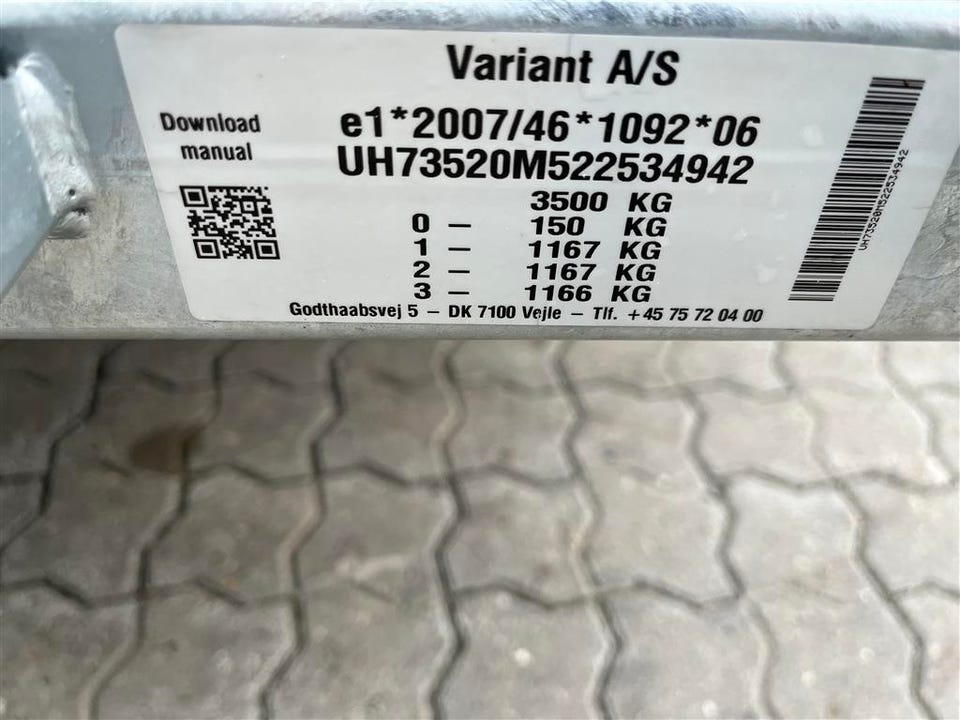 Variant A/S
Download
manual
e1*2007/46*1092*06
UH73520M522534942
3500 KG
0 – 150 KG
1 – 1167 KG
2 – 1167 KG
3 – 1166 KG
Godthaabsvej 5 – DK 7100 Vejle – Tlf. +45 75 72 04 00
UH73520M522534942